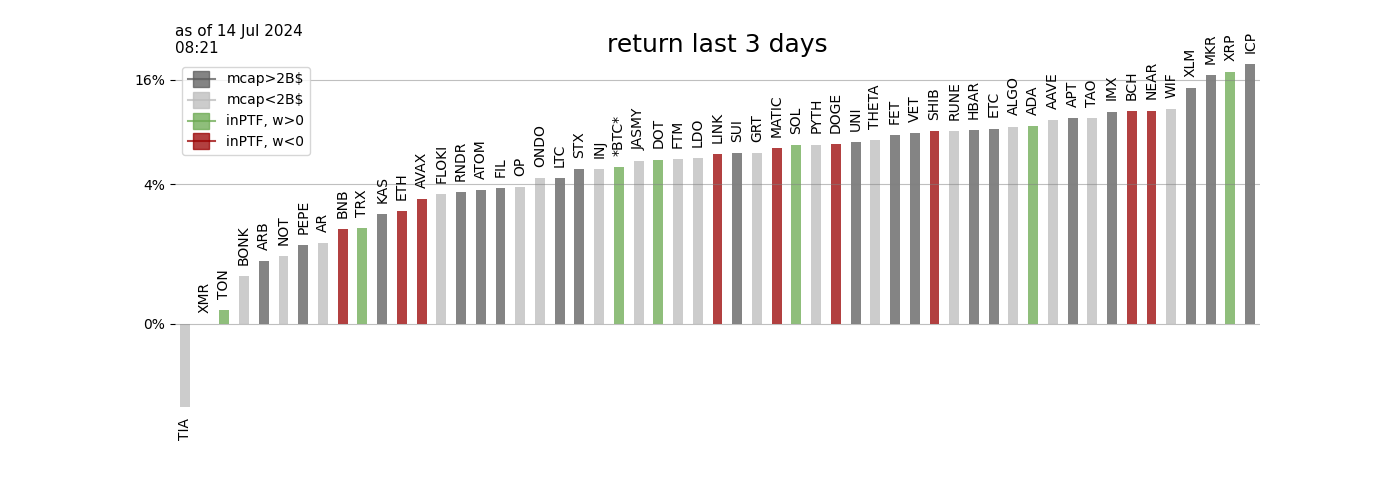 as of 14 Jul 2024
08:21
return last 3 days
mcap>2B$
mcap<2B$
inPTF, w>0
inPTF, w<0
16%
4%
0%
TIA
XMR
TON
BONK
ARB
NOT
PEPE
AR
BNB
TRX
KAS
ETH
AVAX
FLOKI
RNDR
ATOM
FIL
OP
ONDO
LTC
STX
INJ
*BTC*
JASMY
DOT
FTM
LDO
LINK
SUI
GRT
MATIC
SOL
PYTH
DOGE
UNI
THETA
FET
VET
SHIB
RUNE
HBAR
ETC
ALGO
ADA
AAVE
APT
TAO
IMX
BCH
NEAR
WIF
XLM
MKR
XRP
ICP